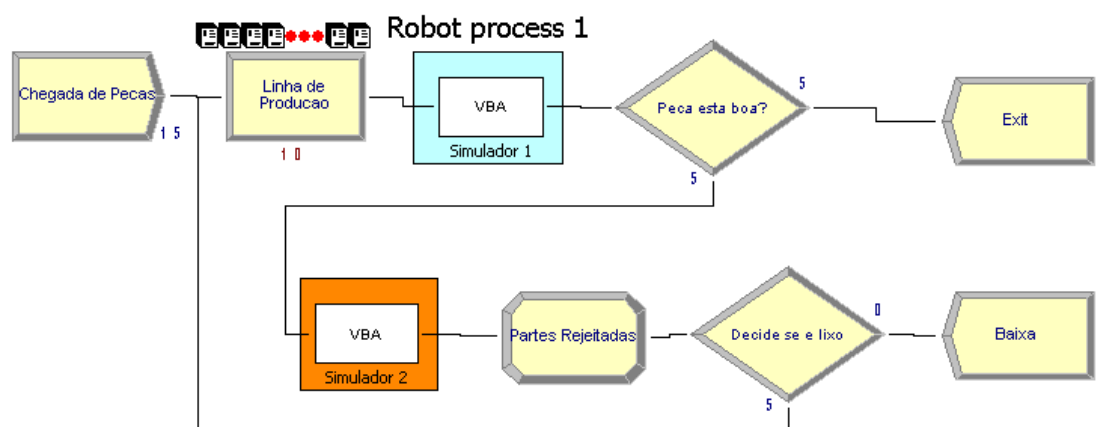 Robot process 1
Chegada de Pecas
1 5
Linha de
Producao
1 0
VBA
Simulador 1
Peca esta boa?
5
5
Exit
VBA
Simulador 2
Partes Rejeitadas
Decide se e lixo
0
5
Baixa